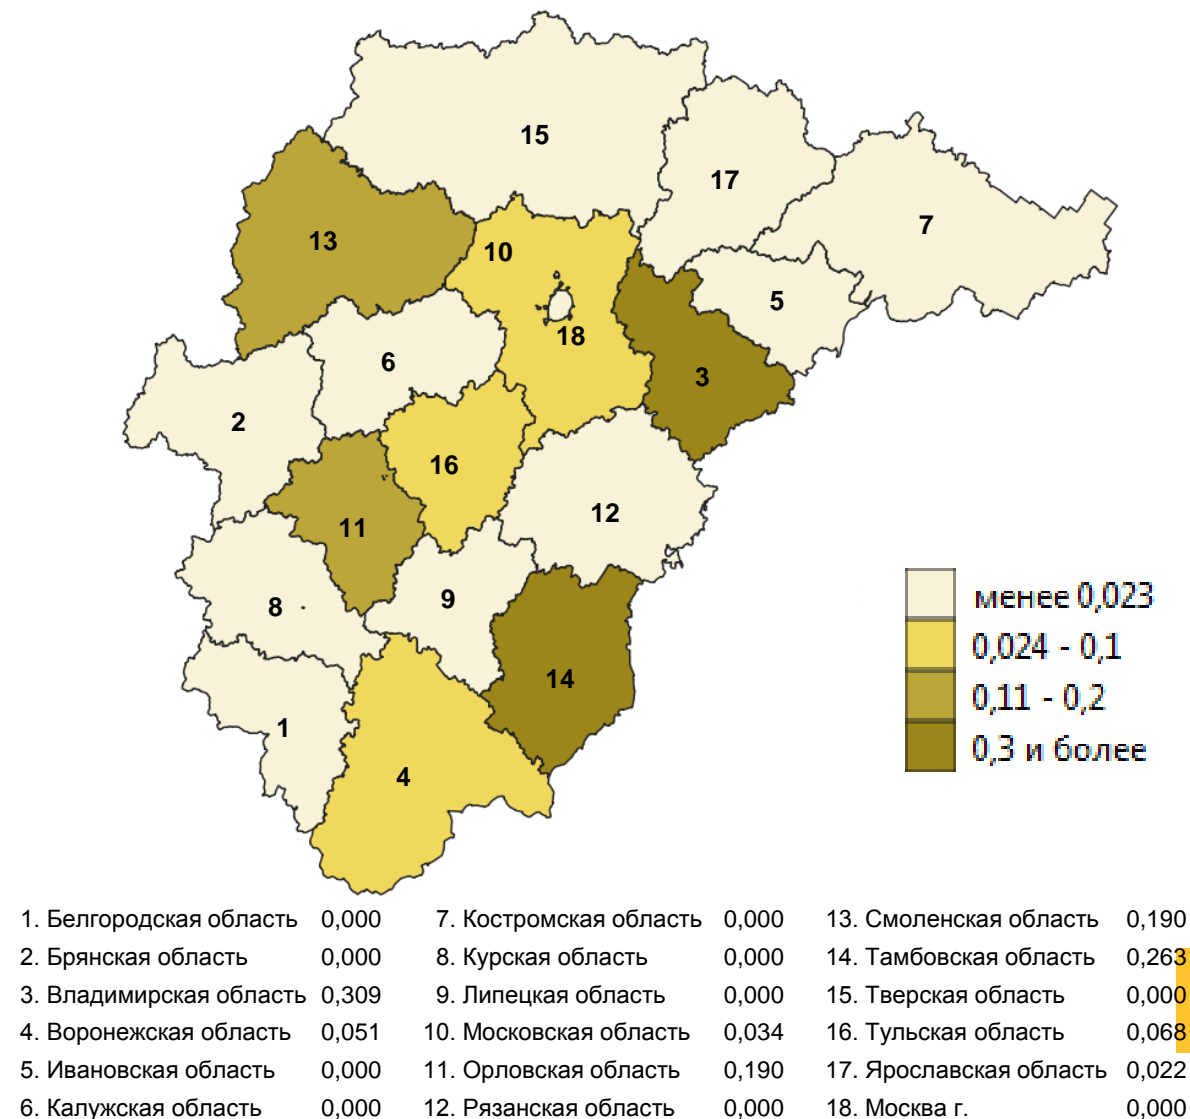 15
17
7
13
10
5
18
6
3
2
16
12
11
9
8
14
1
4
менее 0,023
0,024 - 0,1
0,11 - 0,2
0,3 и более
1. Белгородская область 0,000
2. Брянская область 0,000
3. Владимирская область 0,309
4. Воронежская область 0,051
5. Ивановская область 0,000
6. Калужская область 0,000
7. Костромская область 0,000
8. Курская область 0,000
9. Липецкая область 0,000
10. Московская область 0,034
11. Орловская область 0,190
12. Рязанская область 0,000
13. Смоленская область 0,190
14. Тамбовская область 0,263
15. Тверская область 0,000
16. Тульская область 0,068
17. Ярославская область 0,022
18. Москва г. 0,000